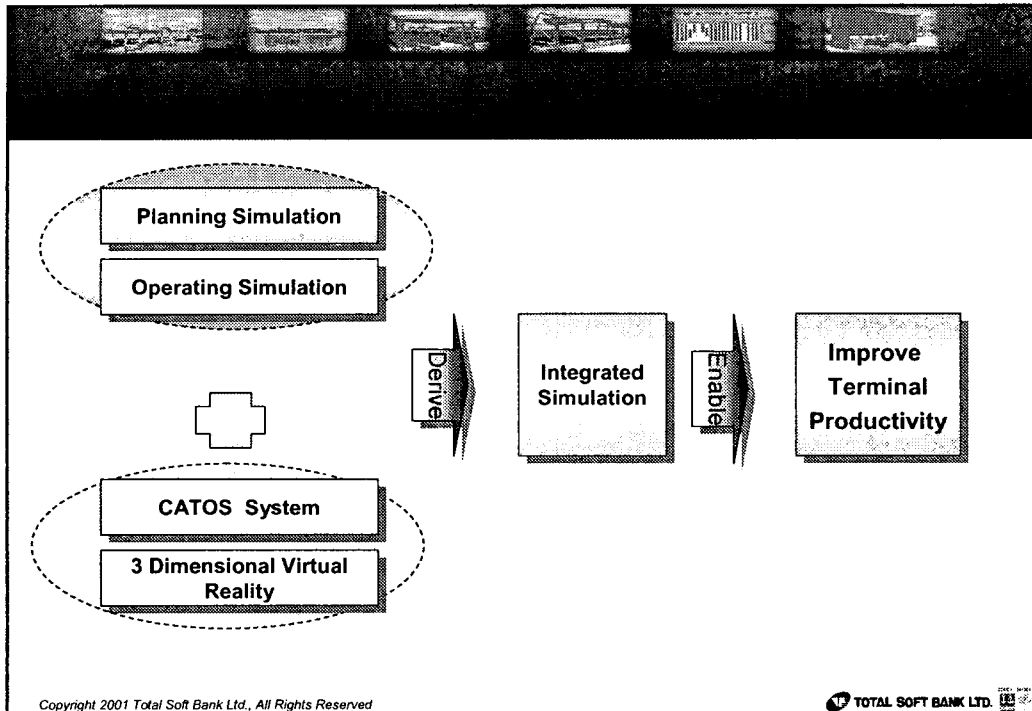 Planning Simulation
Operating Simulation
CATOS System
3 Dimensional Virtual
Reality
Derive
Integrated
Simulation
Enable
Improve
Terminal
Productivity
Copyright 2001 Total Soft Bank Ltd., All Rights Reserved
TOTAL SOFT BANK LTD.